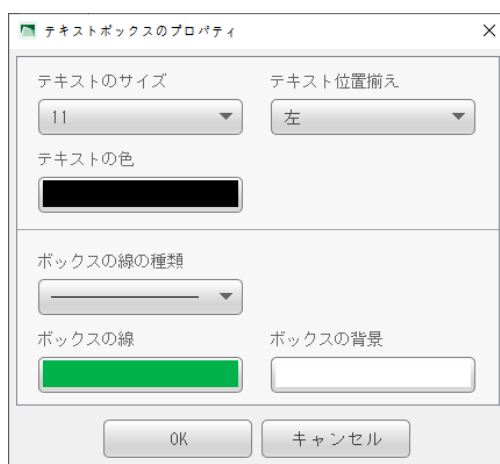 テキストボックスのプロパティ
テキストのサイズ
テキスト位置揃え
11
左
テキストの色
ボックスの線の種類
ボックスの線
ボックスの背景
OK
キャンセル